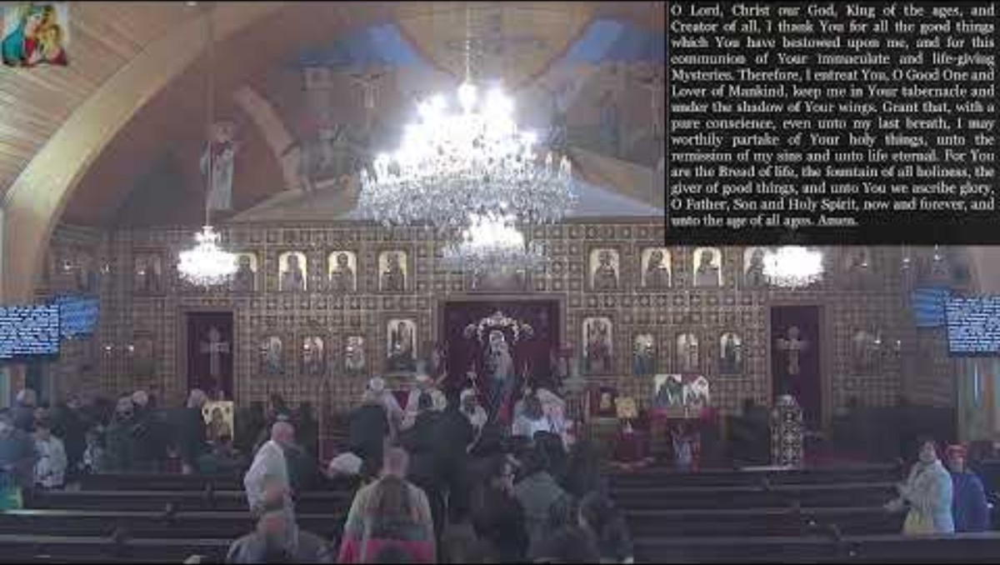 O Lord, Christ our God, King of the ages, and
Creator of all, I thank You for all the good things
which You have bestowed upon me, and for this
communion of Your immaculate and life-giving
Mysteries. Therefore, I entreat You, O Good One and
Lover of Mankind, keep me in Your tabernacle and
under the shadow of Your wings. Grant that, with a
pure conscience, even unto my last breath, I may
worthily partake of Your holy things, unto the
remission of my sins and unto life eternal. For You
are the Bread of life, the fountain of all holiness, the
giver of good things, and unto You we ascribe glory,
O Father, Son and Holy Spirit, now and forever, and
unto the age of all ages. Amen.